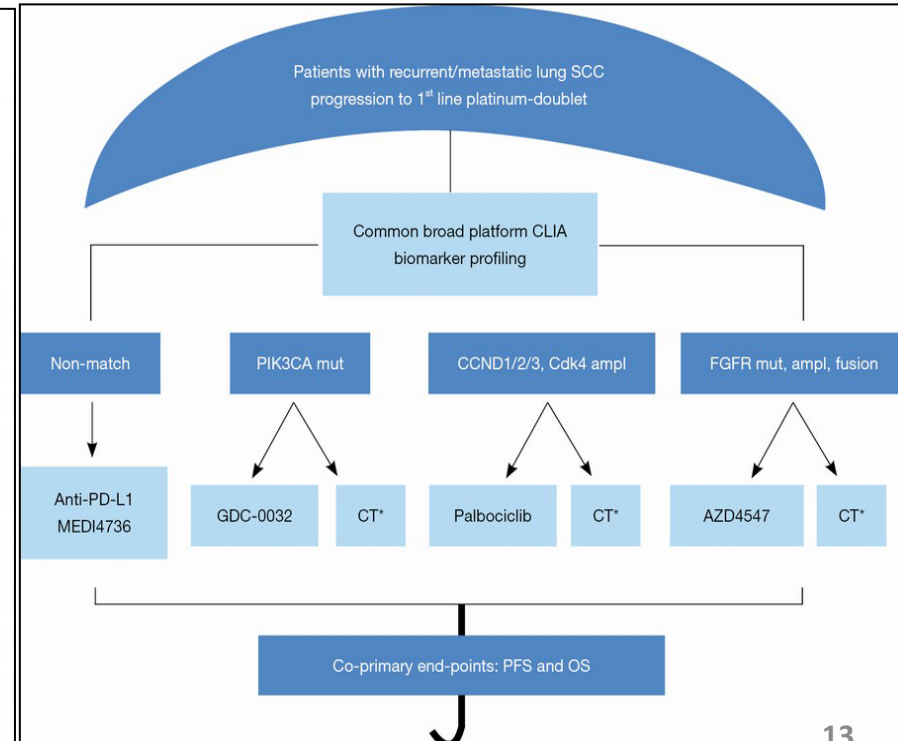 Patients with recurrent/metastatic lung SCC
progression to 1st line platinum-doublet
Common broad platform CLIA
biomarker profiling
Non-match
PIK3CA mut
CCND1/2/3, Cdk4 ampl
FGFR mut, ampl, fusion
Anti-PD-L1
MEDI4736
GDC-0032
CT*
Palbociclib
CT*
AZD4547
CT*
Co-primary end-points: PFS and OS
13